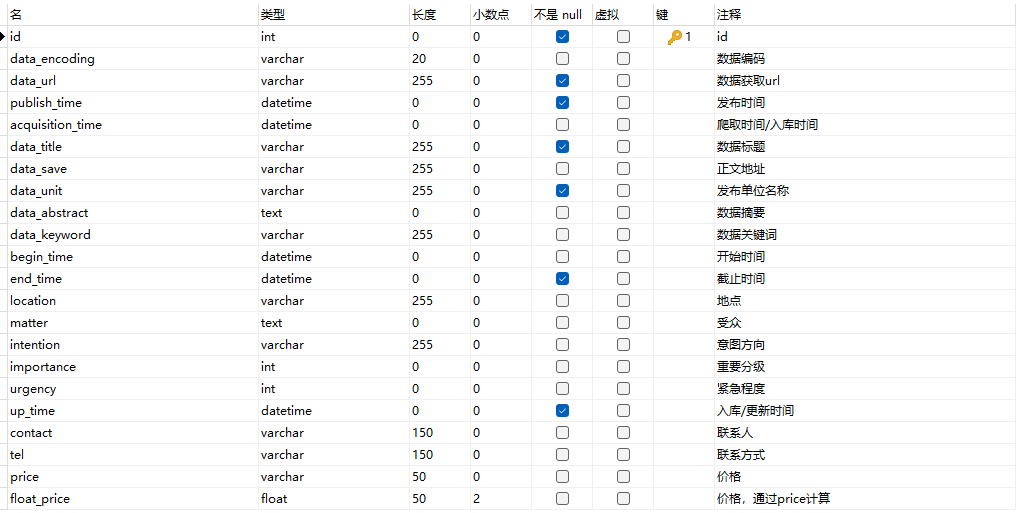 名 类型 长度 小数点 不是 null 虚拟 键 注释
id int 0 0 1 id
data_encoding varchar 20 0 数据编码
data_url varchar 255 0 数据获取url
publish_time datetime 0 0 发布时间
acquisition_time datetime 0 0 爬取时间/入库时间
data_title varchar 255 0 数据标题
data_save varchar 255 0 正文地址
data_unit varchar 255 0 发布单位名称
data_abstract text 0 0 数据摘要
data_keyword varchar 255 0 数据关键词
begin_time datetime 0 0 开始时间
end_time datetime 0 0 截止时间
location varchar 255 0 地点
matter text 0 0 受众
intention varchar 255 0 意图方向
importance int 0 0 重要分级
urgency int 0 0 紧急程度
up_time datetime 0 0 入库/更新时间
contact varchar 150 0 联系人
tel varchar 150 0 联系方式
price varchar 50 0 价格
float_price float 50 2 价格，通过price计算